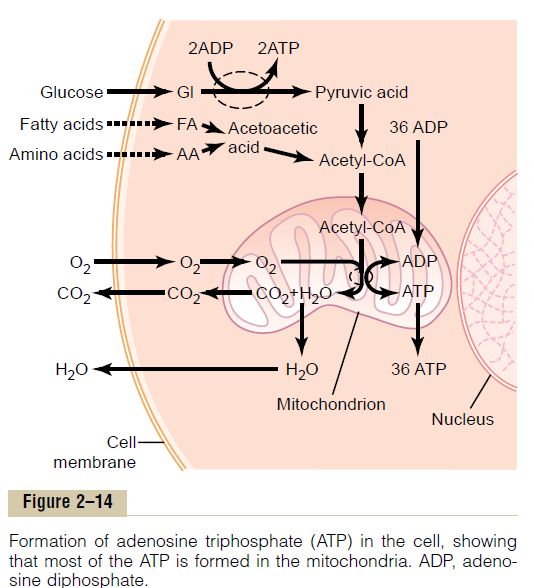 2ADP 2ATP
Glucose Gl Pyruvic acid
Fatty acids FA Acetoacetic 36 ADP
Amino acids AA acid Acetyl-CoA
Acetyl-CoA
O2 O2 O2 ADP
CO2 CO2 CO2+H2O ATP
H2O H2O 36 ATP
Mitochondrion
Nucleus
Cell
membrane
Figure 2–14
Formation of adenosine triphosphate (ATP) in the cell, showing
that most of the ATP is formed in the mitochondria. ADP, adeno-
sine diphosphate.